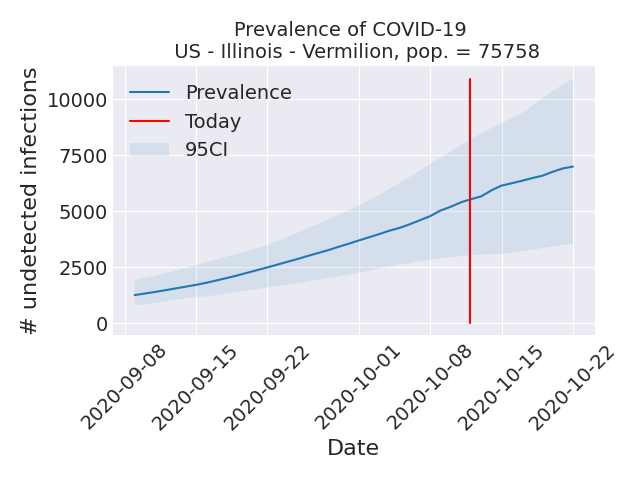 Prevalence of COVID-19
US - Illinois - Vermilion, pop. = 75758
# undetected infections
10000
7500
5000
2500
0
Prevalence
Today
95CI
2020-09-08
2020-09-15
2020-09-22
2020-10-01
2020-10-08
2020-10-15
2020-10-22
Date